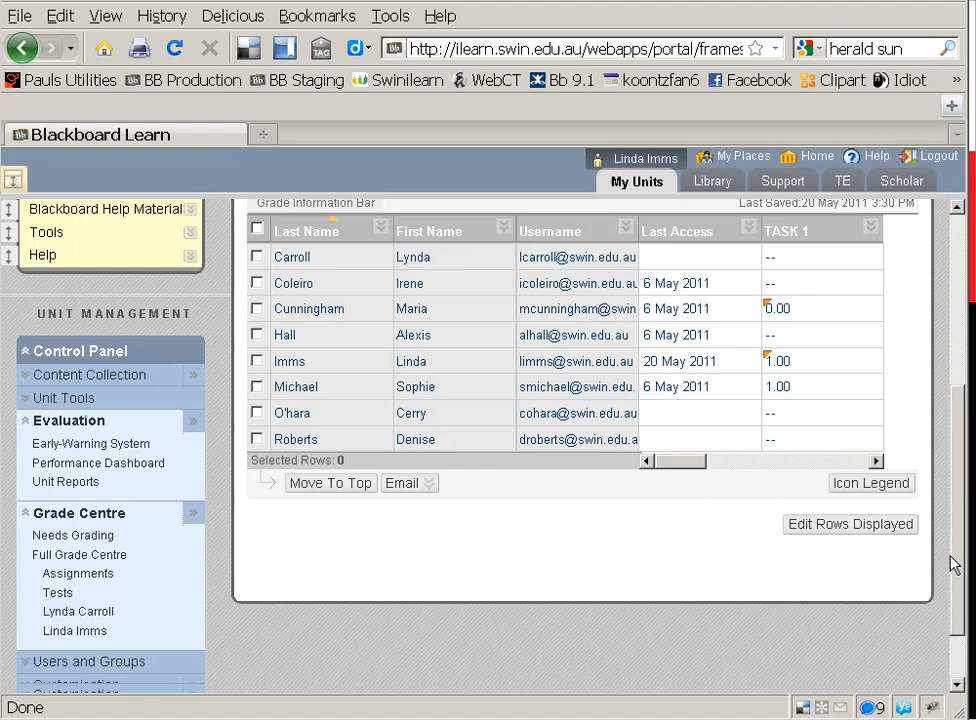 File Edit View History Delicious Bookmarks Tools Help
TAG http://ilearn.swin.edu.au/webapps/portal/frames herald sun
Pauls Utilities BB Production BB Staging Swinlearn WebCT Bb 9.1 koontzfan6 Facebook Clipart Idiot »
Blackboard Learn
Linda Imms My Places Home Help Logout
My Units Library Support TE Scholar
Blackboard Help Material
Tools
Help
UNIT MANAGEMENT
Control Panel
Content Collection
Unit Tools
Evaluation
Early-Warning System
Performance Dashboard
Unit Reports
Grade Centre
Needs Grading
Full Grade Centre
Assignments
Tests
Lynda Carroll
Linda Imms
Users and Groups
Grade Information Bar Last Saved:20 May 2011 3:30 PM
Last Name First Name Username Last Access TASK 1
Carroll Lynda lcarroll@swin.edu.au --
Coleiro Irene icoleiro@swin.edu.au 6 May 2011 --
Cunningham Maria mcunningham@swin 6 May 2011 0.00
Hall Alexis alhall@swin.edu.au 6 May 2011 --
Imms Linda limms@swin.edu.au 20 May 2011 1.00
Michael Sophie smichael@swin.edu. 6 May 2011 1.00
O'hara Cerry cohara@swin.edu.au --
Roberts Denise droberts@swin.edu.a --
Selected Rows: 0
Move To Top Email Icon Legend
Edit Rows Displayed
Done 9